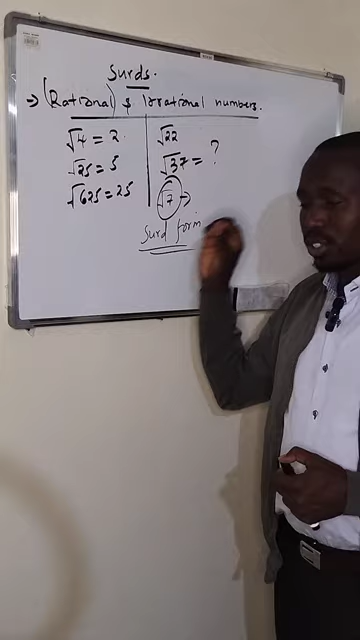 Surds.
→ (Rational) & Irrational numbers.
√4 = 2
√25 = 5
√625 = 25
√22
√37 = ?
√7 →
Surd form